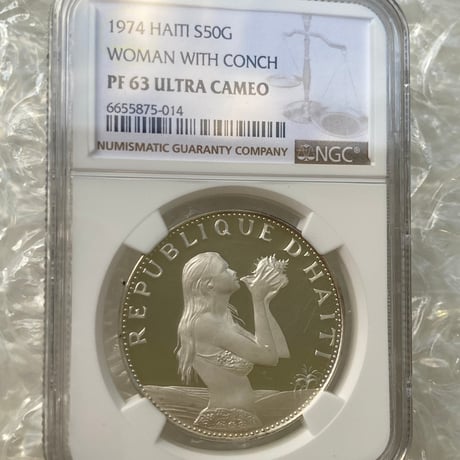 1974 HAITI S50G
WOMAN WITH CONCH
PF 63 ULTRA CAMEO
6655875-014
NUMISMATIC GUARANTY COMPANY NGC®
REPUBLIQUE D'HAITI